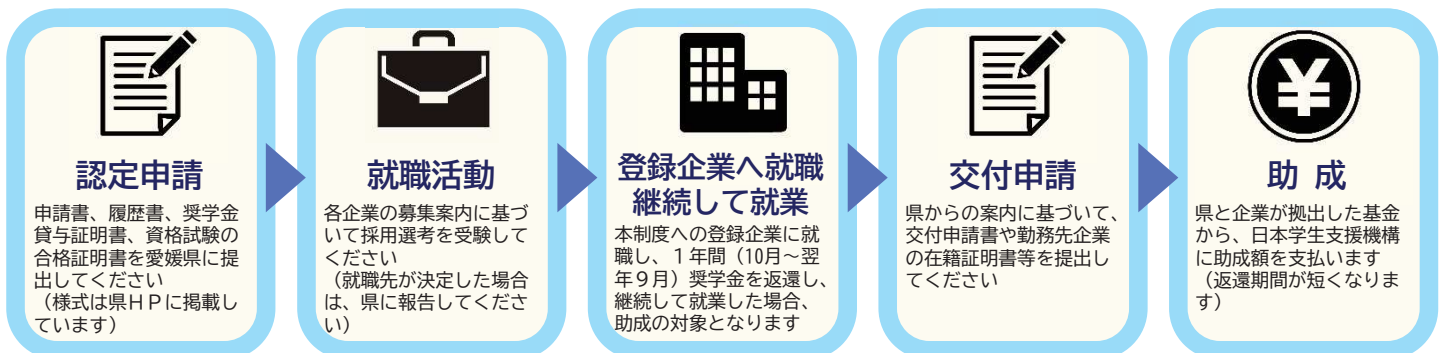 認定申請
申請書、履歴書、奨学金
貸与証明書、資格試験の
合格証明書を愛媛県に提
出してください
（様式は県ＨＰに掲載し
ています）
就職活動
各企業の募集案内に基づ
いて採用選考を受験して
ください
（就職先が決定した場合
は、県に報告してくださ
い）
登録企業へ就職
継続して就業
本制度への登録企業に就
職し、１年間（10月～翌
年９月）奨学金を返還し、
継続して就業した場合、
助成の対象となります
交付申請
県からの案内に基づいて、
交付申請書や勤務先企業
の在籍証明書等を提出し
てください
助 成
県と企業が拠出した基金
から、日本学生支援機構
に助成額を支払います
（返還期間が短くなりま
す）